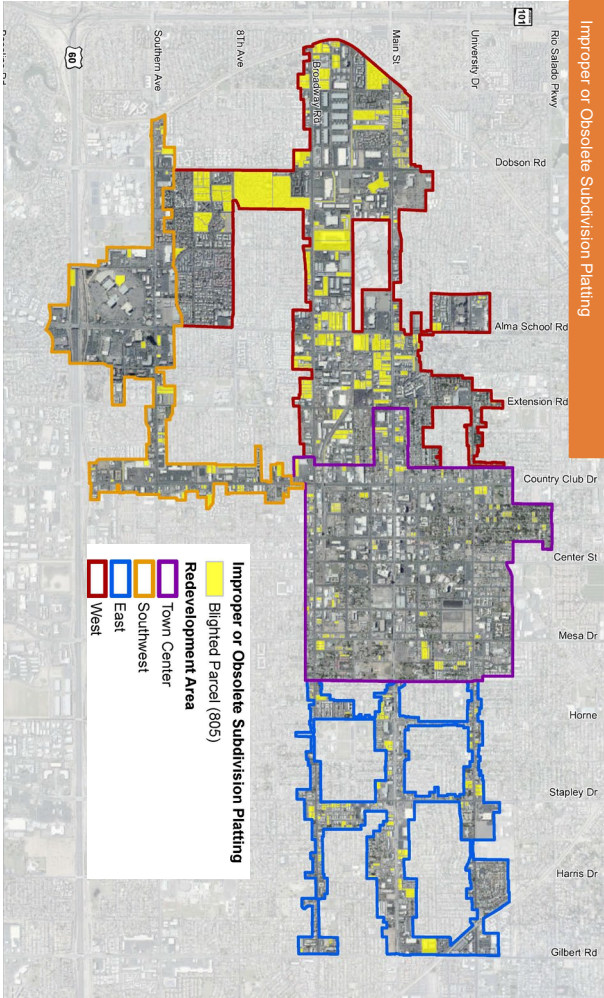 Improper or Obsolete Subdivision Platting
101
Rio Salado Pkwy
University Dr
Main St
Broadway Rd
8Th Ave
Southern Ave
60
Dobson Rd
Alma School Rd
Extension Rd
Country Club Dr
Center St
Mesa Dr
Horne
Stapley Dr
Harris Dr
Gilbert Rd
Improper or Obsolete Subdivision Platting
Blighted Parcel (805)
Redevelopment Area
Town Center
Southwest
East
West